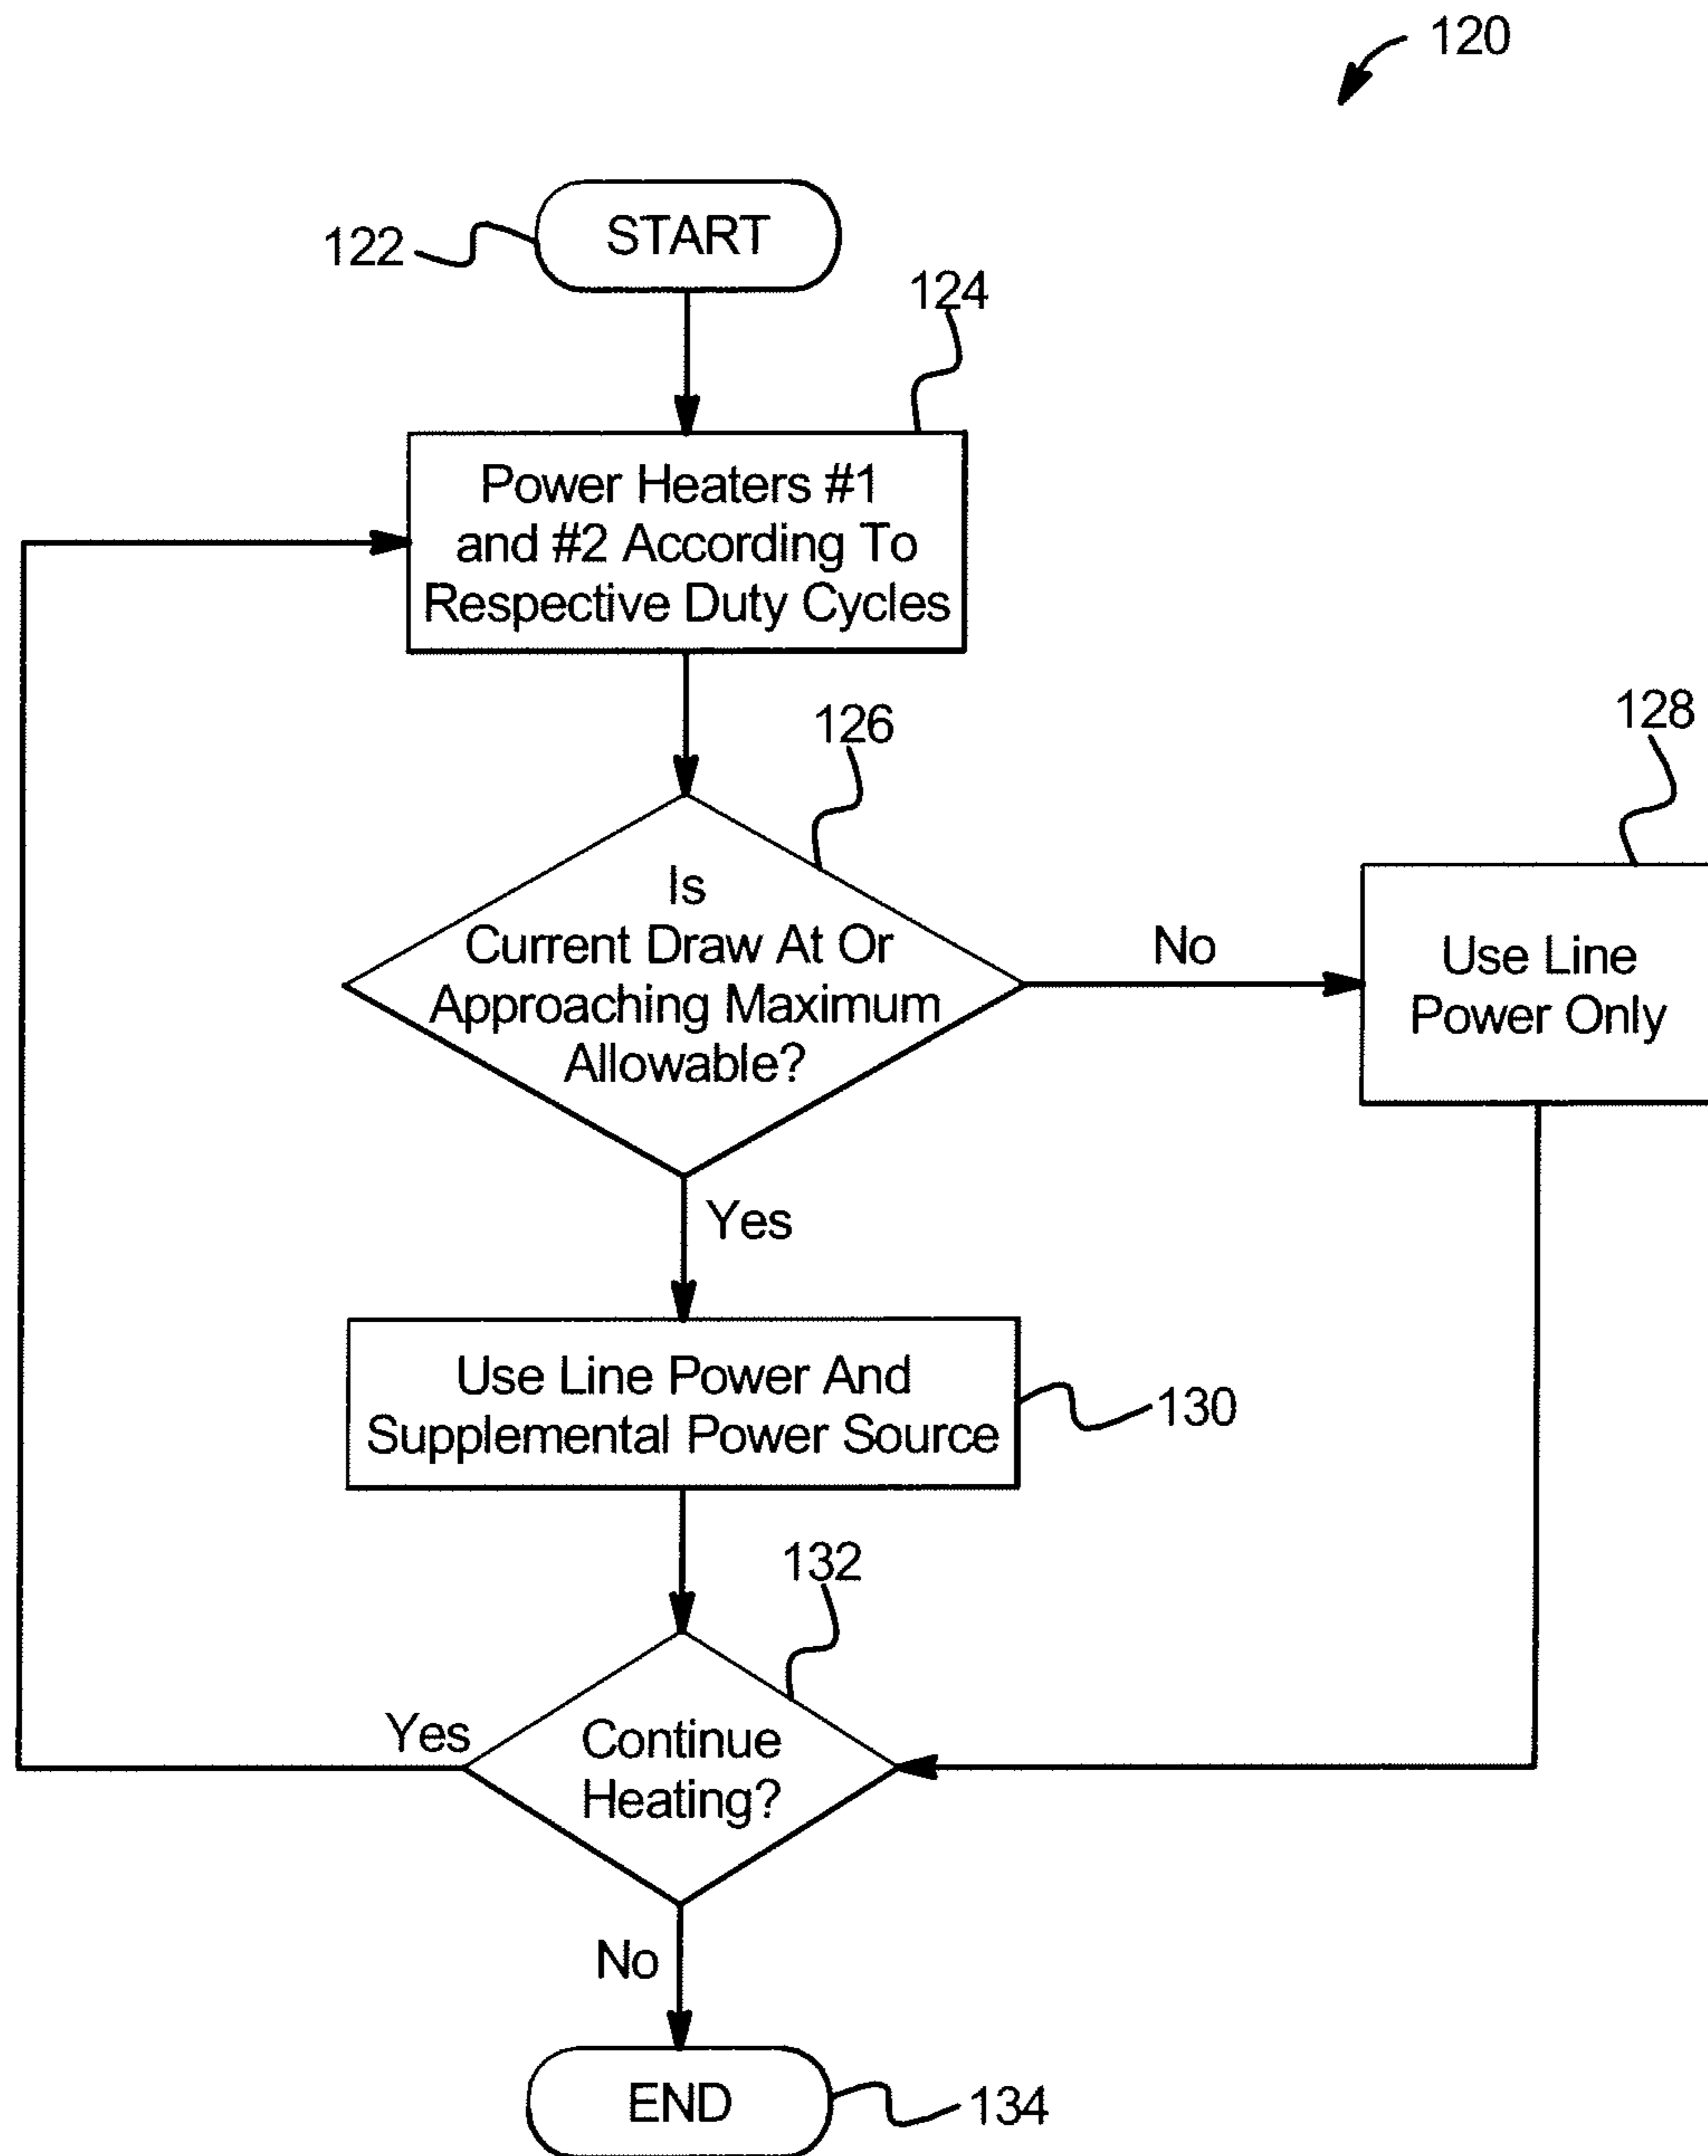 120
122
START
124
Power Heaters #1
and #2 According To
Respective Duty Cycles
126
Is
Current Draw At Or
Approaching Maximum
Allowable?
No
128
Use Line
Power Only
Yes
Use Line Power And
Supplemental Power Source
130
132
Yes
Continue
Heating?
No
END
134